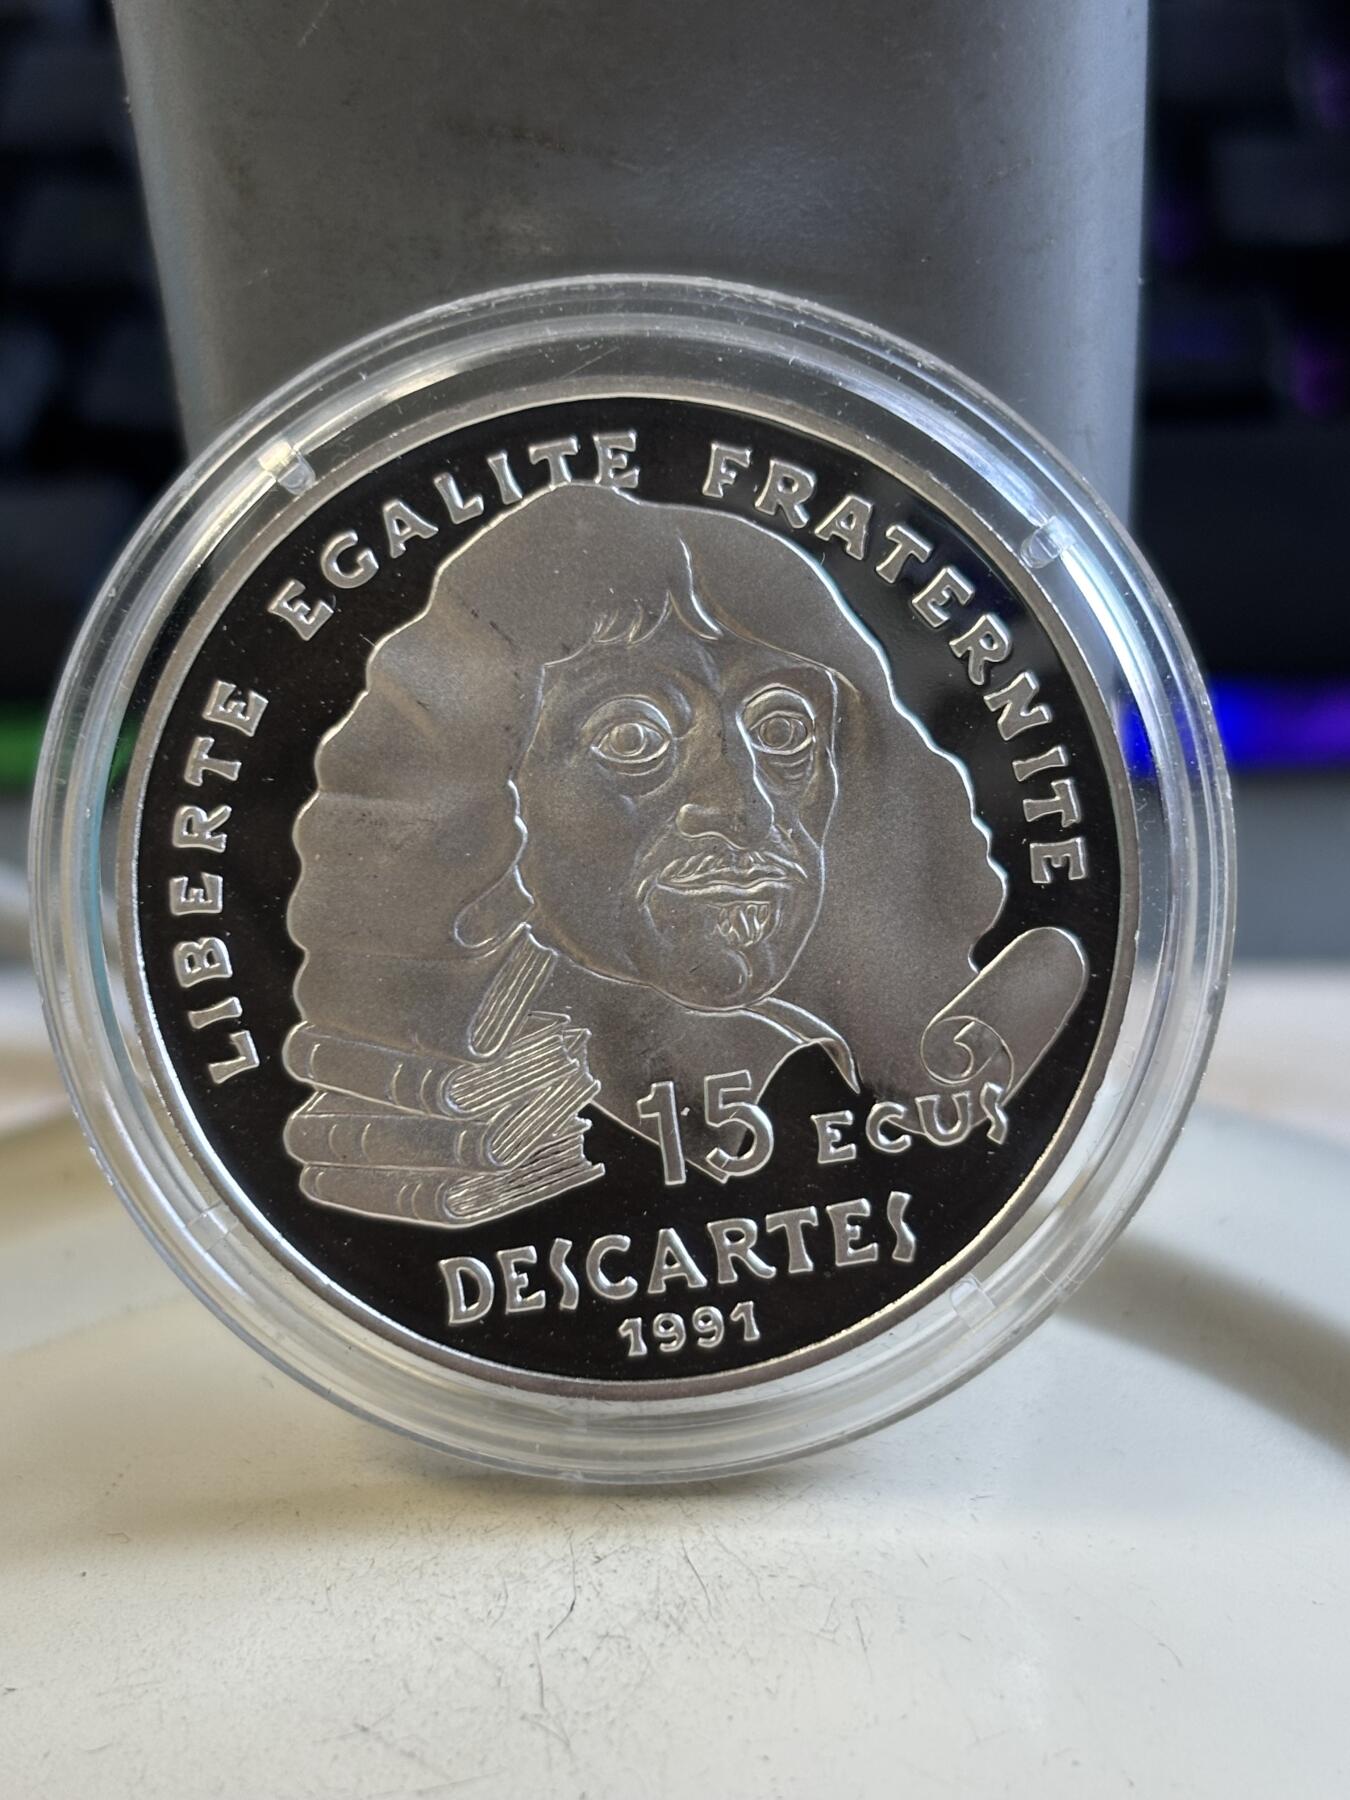 LIBERTE EGALITE FRATERNITE
15 ECUS
DESCARTES
1991